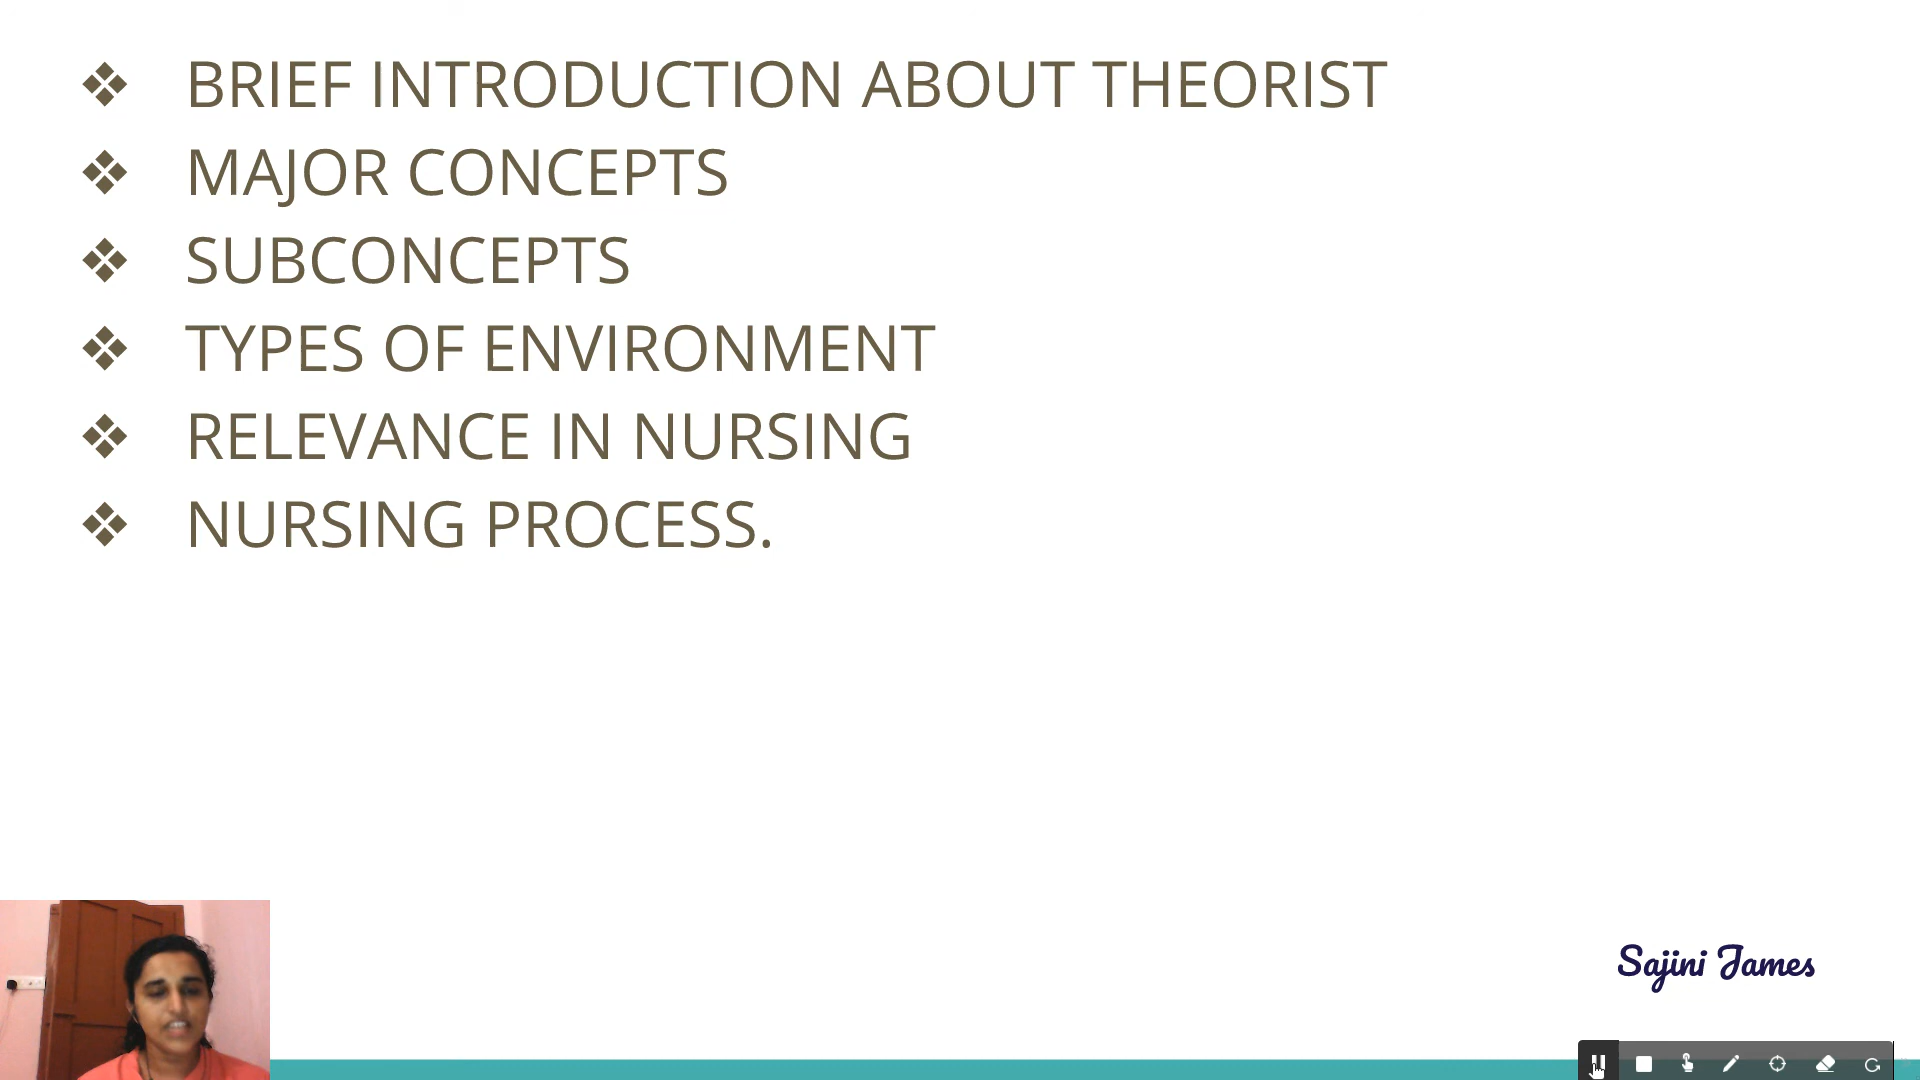 ❖ BRIEF INTRODUCTION ABOUT THEORIST
❖ MAJOR CONCEPTS
❖ SUBCONCEPTS
❖ TYPES OF ENVIRONMENT
❖ RELEVANCE IN NURSING
❖ NURSING PROCESS.
Sajini James